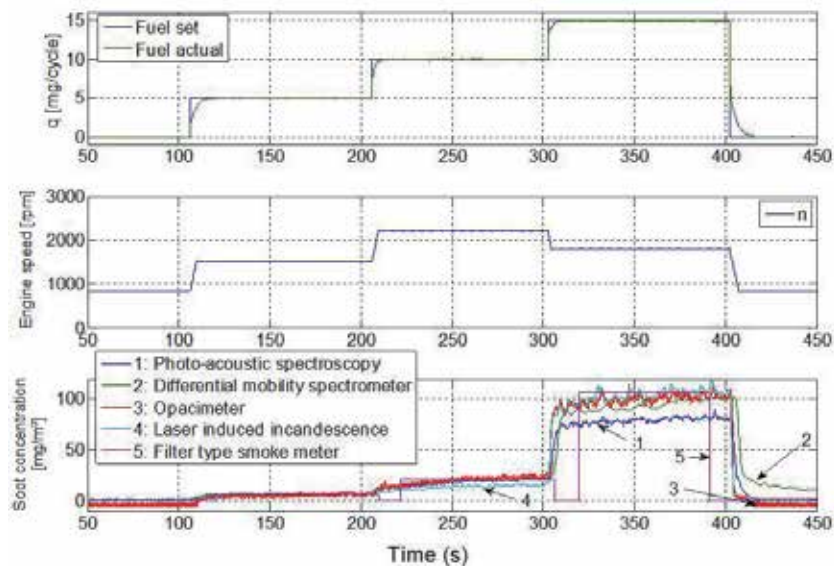 Fuel set
Fuel actual
q [mg/cycle]
15
10
5
0
50 100 150 200 250 300 350 400 450
Engine speed [rpm]
3000
2000
1000
0
n
50 100 150 200 250 300 350 400 450
1: Photo-acoustic spectroscopy
2: Differential mobility spectrometer
3: Opacimeter
4: Laser induced incandescence
5: Filter type smoke meter
Soot concentration
[mg/m³]
100
50
0
1
2
3
4
5
50 100 150 200 250 300 350 400 450
Time (s)